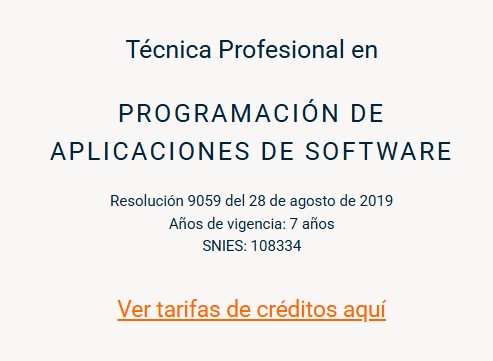 Técnica Profesional en
PROGRAMACIÓN DE
APLICACIONES DE SOFTWARE
Resolución 9059 del 28 de agosto de 2019
Años de vigencia: 7 años
SNIES: 108334
Ver tarifas de créditos aquí